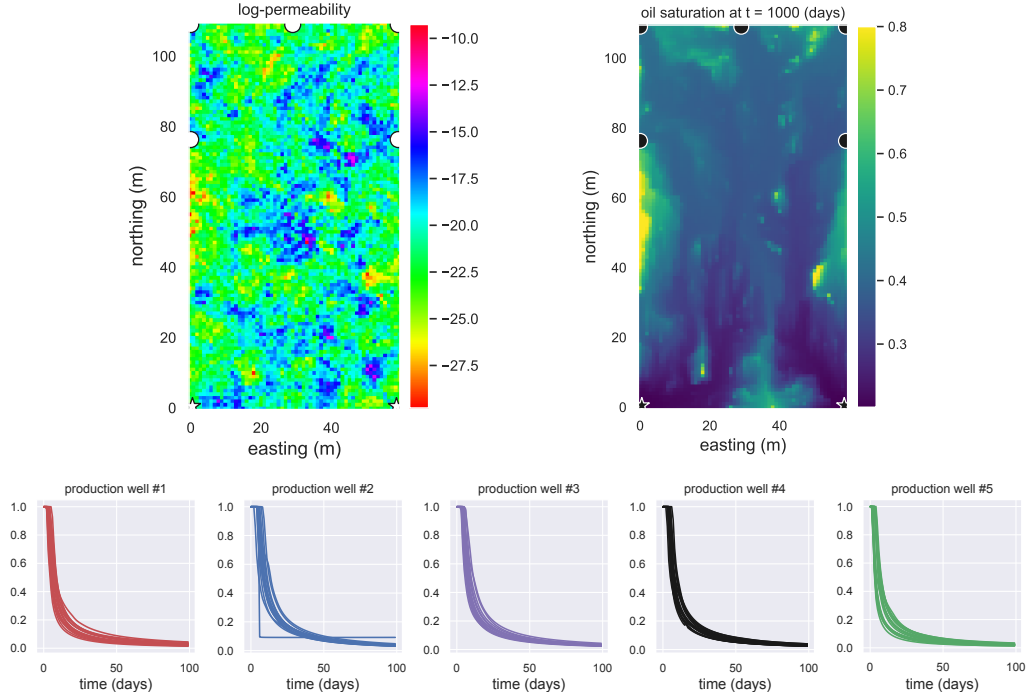 log-permeability
oil saturation at t = 1000 (days)
northing (m)
100
80
60
40
20
0
0 20 40
easting (m)
−10.0
−12.5
−15.0
−17.5
−20.0
−22.5
−25.0
−27.5
northing (m)
100
80
60
40
20
0
0 20 40
easting (m)
0.8
0.7
0.6
0.5
0.4
0.3
production well #1
1.0
0.8
0.6
0.4
0.2
0.0
0 50 100
time (days)
production well #2
1.0
0.8
0.6
0.4
0.2
0.0
0 50 100
time (days)
production well #3
1.0
0.8
0.6
0.4
0.2
0.0
0 50 100
time (days)
production well #4
1.0
0.8
0.6
0.4
0.2
0.0
0 50 100
time (days)
production well #5
1.0
0.8
0.6
0.4
0.2
0.0
0 50 100
time (days)